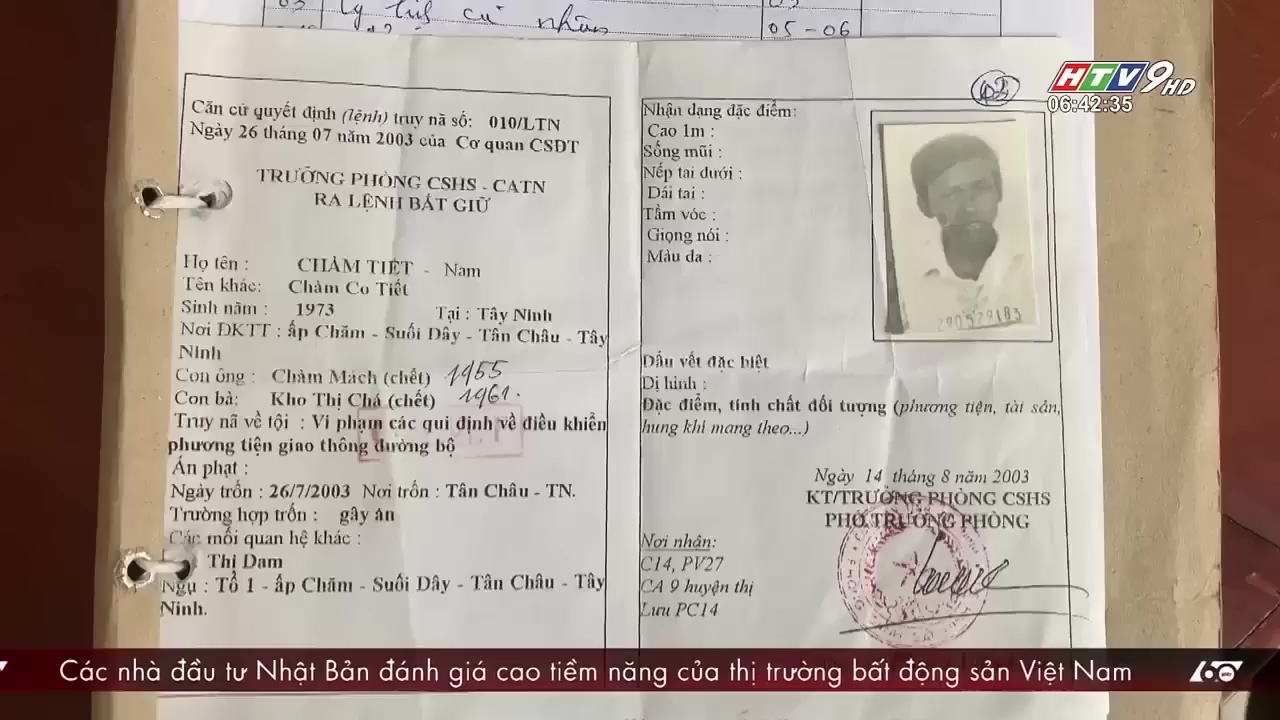 03 Lý lịch cá nhân 03
05-06
HTV9 HD
06:42:35
Căn cứ quyết định (lệnh) truy nã số: 010/LTN
Ngày 26 tháng 07 năm 2003 của Cơ quan CSĐT
TRƯỞNG PHÒNG CSHS - CATN
RA LỆNH BẮT GIỮ
Họ tên : CHÀM TIẾT - Nam
Tên khác: Chàm Co Tiết
Sinh năm : 1973 Tại : Tây Ninh
Nơi ĐKTT : ấp Chăm - Suối Dây - Tân Châu - Tây
Ninh
Con ông : Chàm Mách (chết) 1955
Con bà: Kho Thị Chá (chết) 1961.
Truy nã về tội : Vi phạm các qui định về điều khiển
phương tiện giao thông đường bộ
Án phạt :
Ngày trốn : 26/7/2003 Nơi trốn : Tân Châu - TN.
Trường hợp trốn : gây án
Các mối quan hệ khác :
Thị Dam
Ngụ : Tổ 1 - ấp Chăm - Suối Dây - Tân Châu - Tây
Ninh.
Nhận dạng đặc điểm:
Cao 1m :
Sống mũi :
Nếp tai dưới :
Dái tai :
Tầm vóc :
Giọng nói :
Màu da :
290529183
Dấu vết đặc biệt
Dị hình :
Đặc điểm, tính chất đối tượng (phương tiện, tài sản,
hung khí mang theo...)
Ngày 14 tháng 8 năm 2003
KT/TRƯỞNG PHÒNG CSHS
PHÓ TRƯỞNG PHÒNG
Nơi nhận:
C14, PV27
CA 9 huyện thị
Lưu PC14
Các nhà đầu tư Nhật Bản đánh giá cao tiềm năng của thị trường bất động sản Việt Nam
60